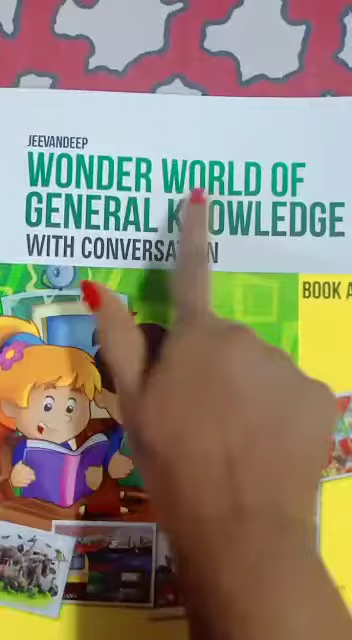 JEEVANDEEP
WONDER WORLD OF
GENERAL KNOWLEDGE
WITH CONVERSATION
BOOK A